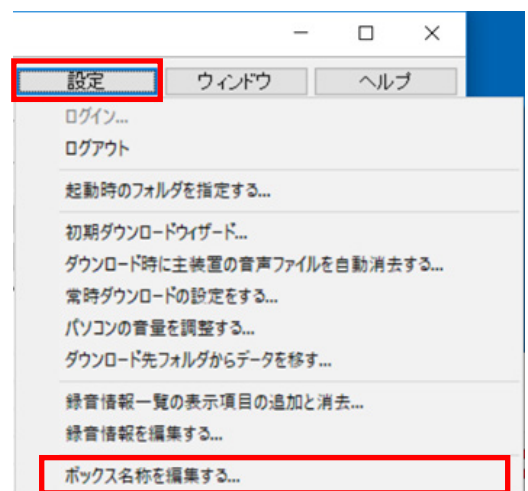 設定 ウィンドウ ヘルプ
ログイン...
ログアウト
起動時のフォルダを指定する...
初期ダウンロードウィザード...
ダウンロード時に主装置の音声ファイルを自動消去する...
常時ダウンロードの設定をする...
パソコンの音量を調整する...
ダウンロード先フォルダからデータを移す...
録音情報一覧の表示項目の追加と消去...
録音情報を編集する...
ボックス名称を編集する...